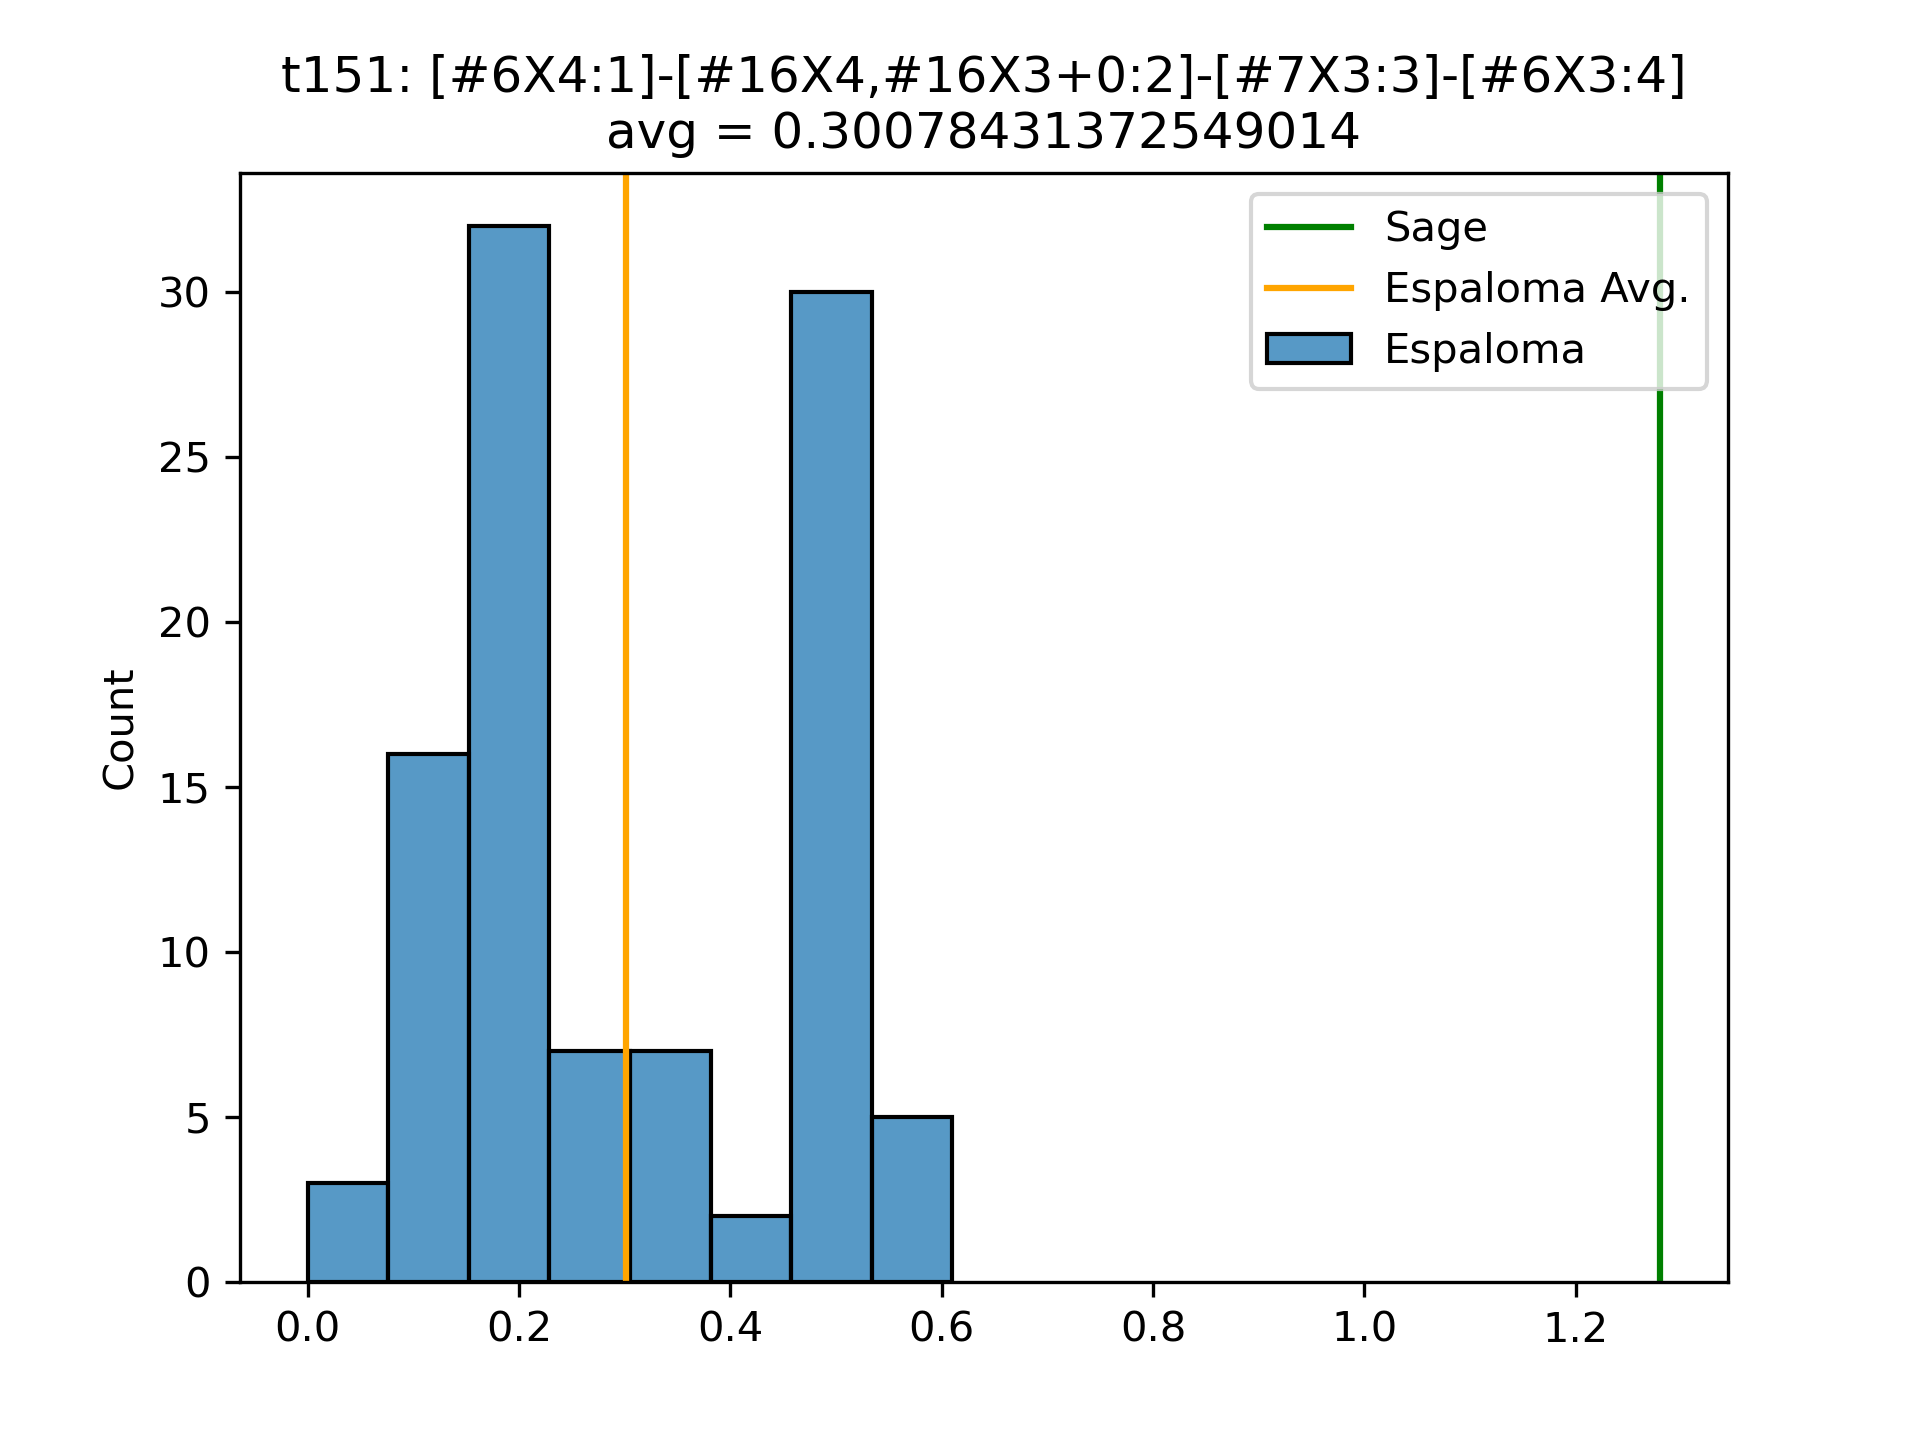 t151: [#6X4:1]-[#16X4,#16X3+0:2]-[#7X3:3]-[#6X3:4]
avg = 0.30078431372549014
Sage
Espaloma Avg.
Espaloma
Count
30
25
20
15
10
5
0
0.0 0.2 0.4 0.6 0.8 1.0 1.2